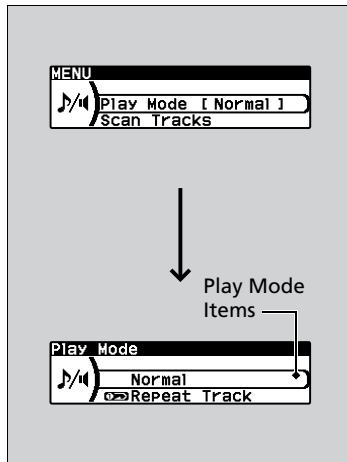 MENU
Play Mode [ Normal ]
Scan Tracks
Play Mode
Items
Play Mode
Normal
Repeat Track